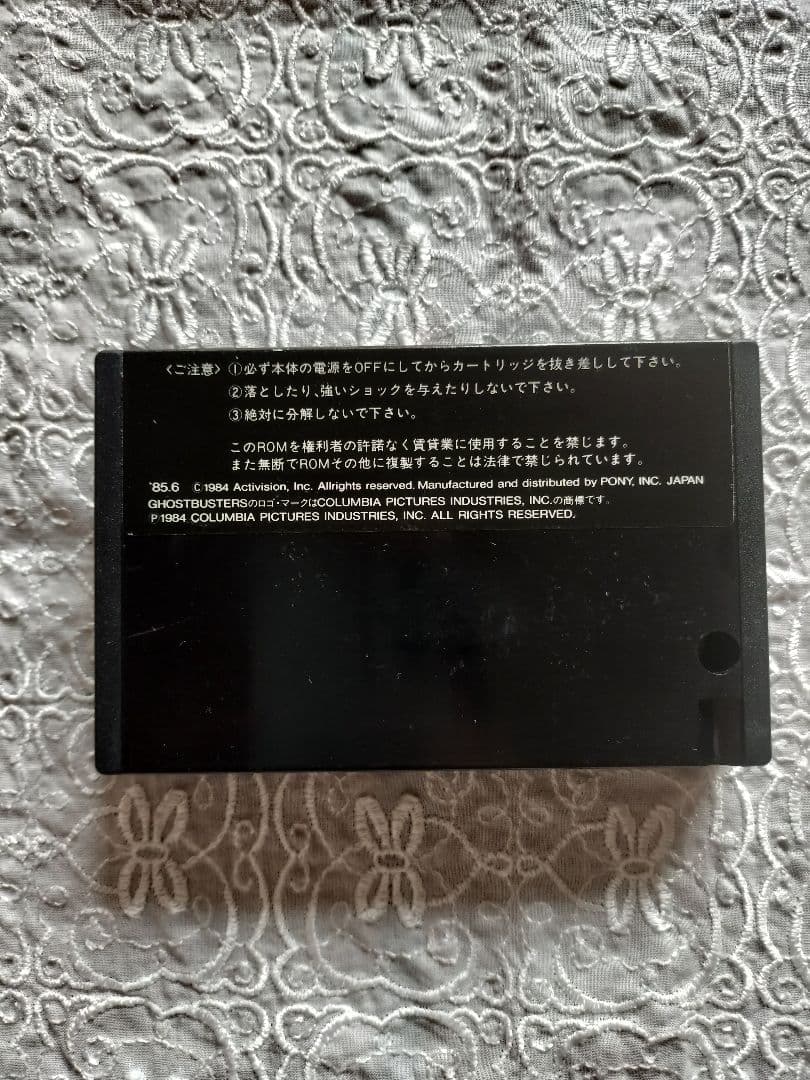 〈ご注意〉①必ず本体の電源をOFFにしてからカートリッジを抜き差しして下さい。
②落としたり、強いショックを与えたりしないで下さい。
③絶対に分解しないで下さい。
このROMを権利者の許諾なく賃貸業に使用することを禁じます。
また無断でROMその他に複製することは法律で禁じられています。
'85.6 ©1984 Activision, Inc. Allrights reserved. Manufactured and distributed by PONY, INC. JAPAN
GHOSTBUSTERSのロゴ・マークはCOLUMBIA PICTURES INDUSTRIES, INC.の商標です。
℗1984 COLUMBIA PICTURES INDUSTRIES, INC. ALL RIGHTS RESERVED.